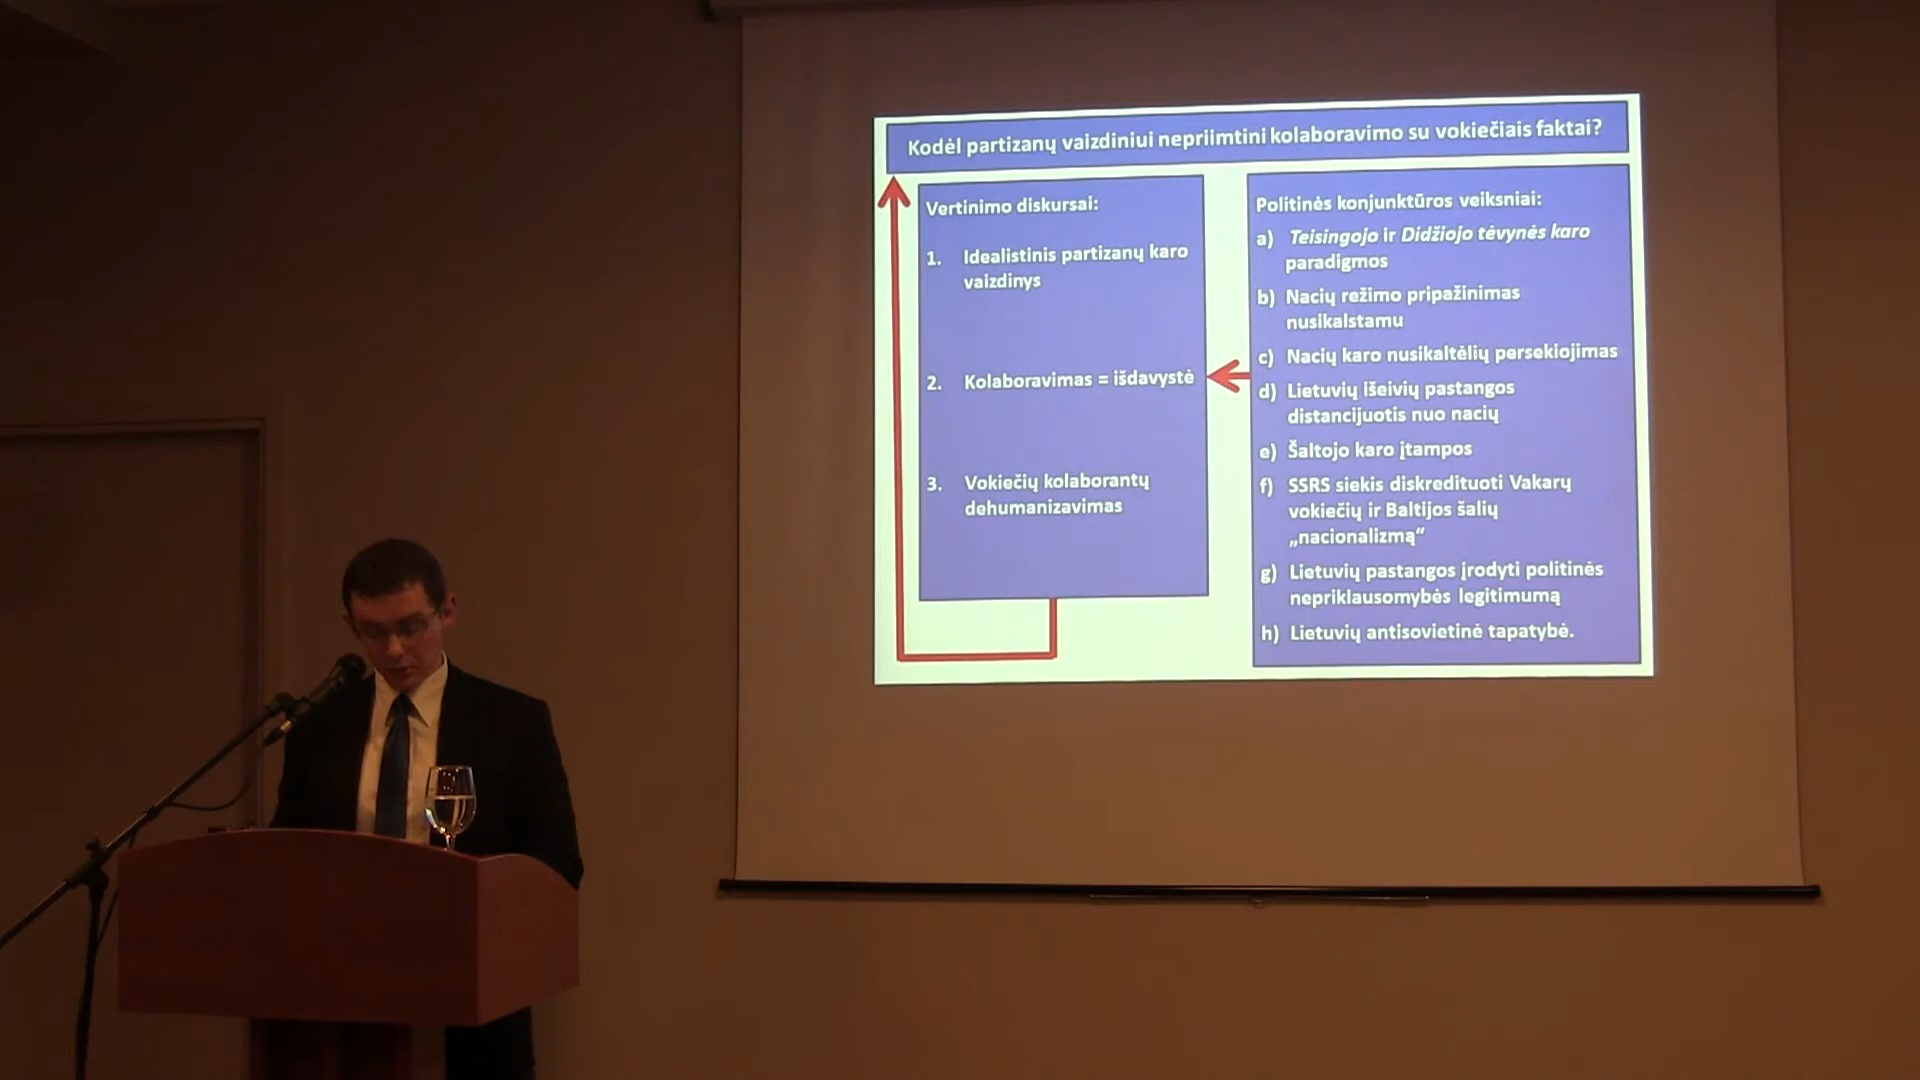 Kodėl partizanų vaizdiniui nepriimtini kolaboravimo su vokiečiais faktai?
Vertinimo diskursai:
1. Idealistinis partizanų karo
vaizdinys
2. Kolaboravimas = išdavystė
3. Vokiečių kolaborantų
dehumanizavimas
Politinės konjunktūros veiksniai:
a) Teisingojo ir Didžiojo tėvynės karo
paradigmos
b) Nacių režimo pripažinimas
nusikalstamu
c) Nacių karo nusikaltėlių persekiojimas
d) Lietuvių išeivių pastangos
distancijuotis nuo nacių
e) Šaltojo karo įtampos
f) SSRS siekis diskredituoti Vakarų
vokiečių ir Baltijos šalių
„nacionalizmą“
g) Lietuvių pastangos įrodyti politinės
nepriklausomybės legitimumą
h) Lietuvių antisovietinė tapatybė.